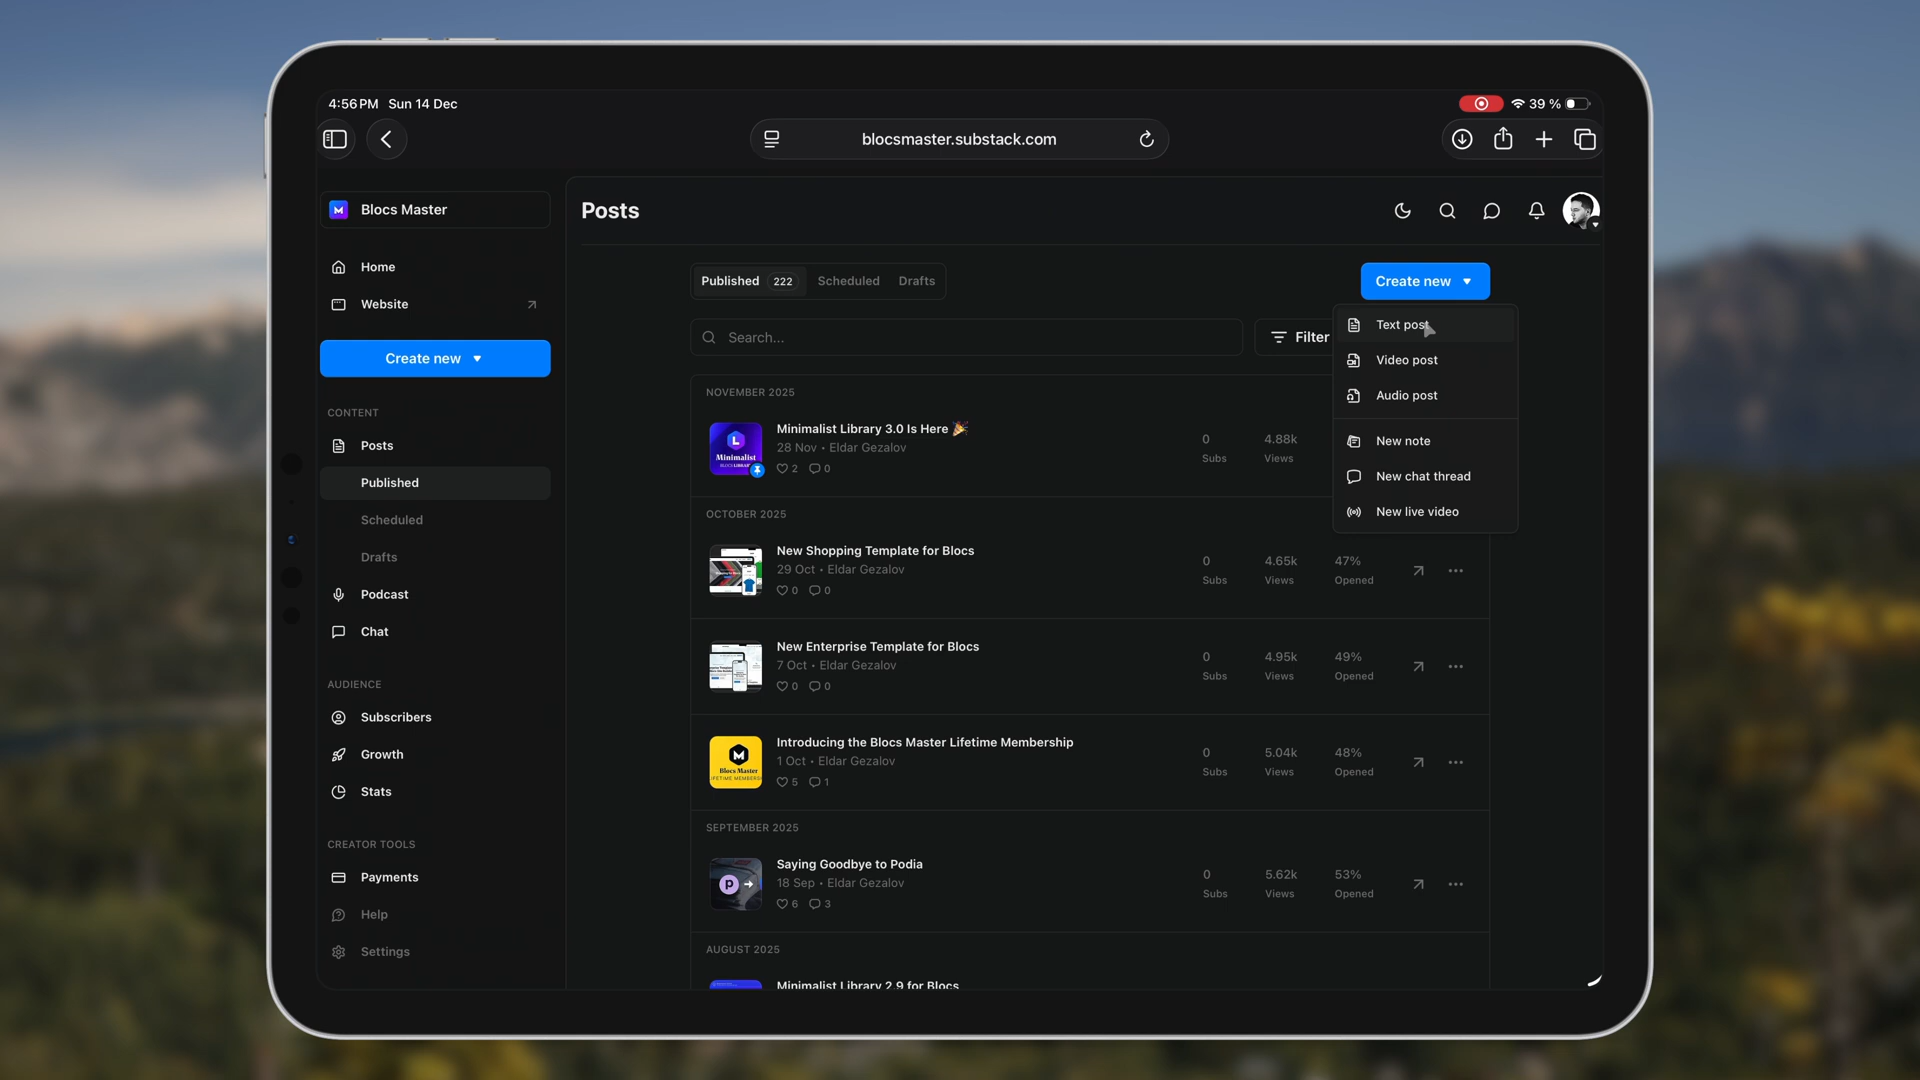 4:56 PM Sun 14 Dec
39 %
blocsmaster.substack.com
Blocs Master
Home
Website
Create new
CONTENT
Posts
Published
Scheduled
Drafts
Podcast
Chat
AUDIENCE
Subscribers
Growth
Stats
CREATOR TOOLS
Payments
Help
Settings
Posts
Published 222 Scheduled Drafts
Create new
Search...
Filter
Text post
Video post
Audio post
New note
New chat thread
New live video
NOVEMBER 2025
Minimalist
Minimalist Library 3.0 Is Here 🎉
28 Nov • Eldar Gezalov
2 0
0 4.88k
Subs Views
OCTOBER 2025
New Shopping Template for Blocs
29 Oct • Eldar Gezalov
0 0
0 4.65k 47%
Subs Views Opened
New Enterprise Template for Blocs
7 Oct • Eldar Gezalov
0 0
0 4.95k 49%
Subs Views Opened
Blocs Master
Introducing the Blocs Master Lifetime Membership
1 Oct • Eldar Gezalov
5 1
0 5.04k 48%
Subs Views Opened
SEPTEMBER 2025
Saying Goodbye to Podia
18 Sep • Eldar Gezalov
6 3
0 5.62k 53%
Subs Views Opened
AUGUST 2025
Minimalist Library 2.9 for Blocs